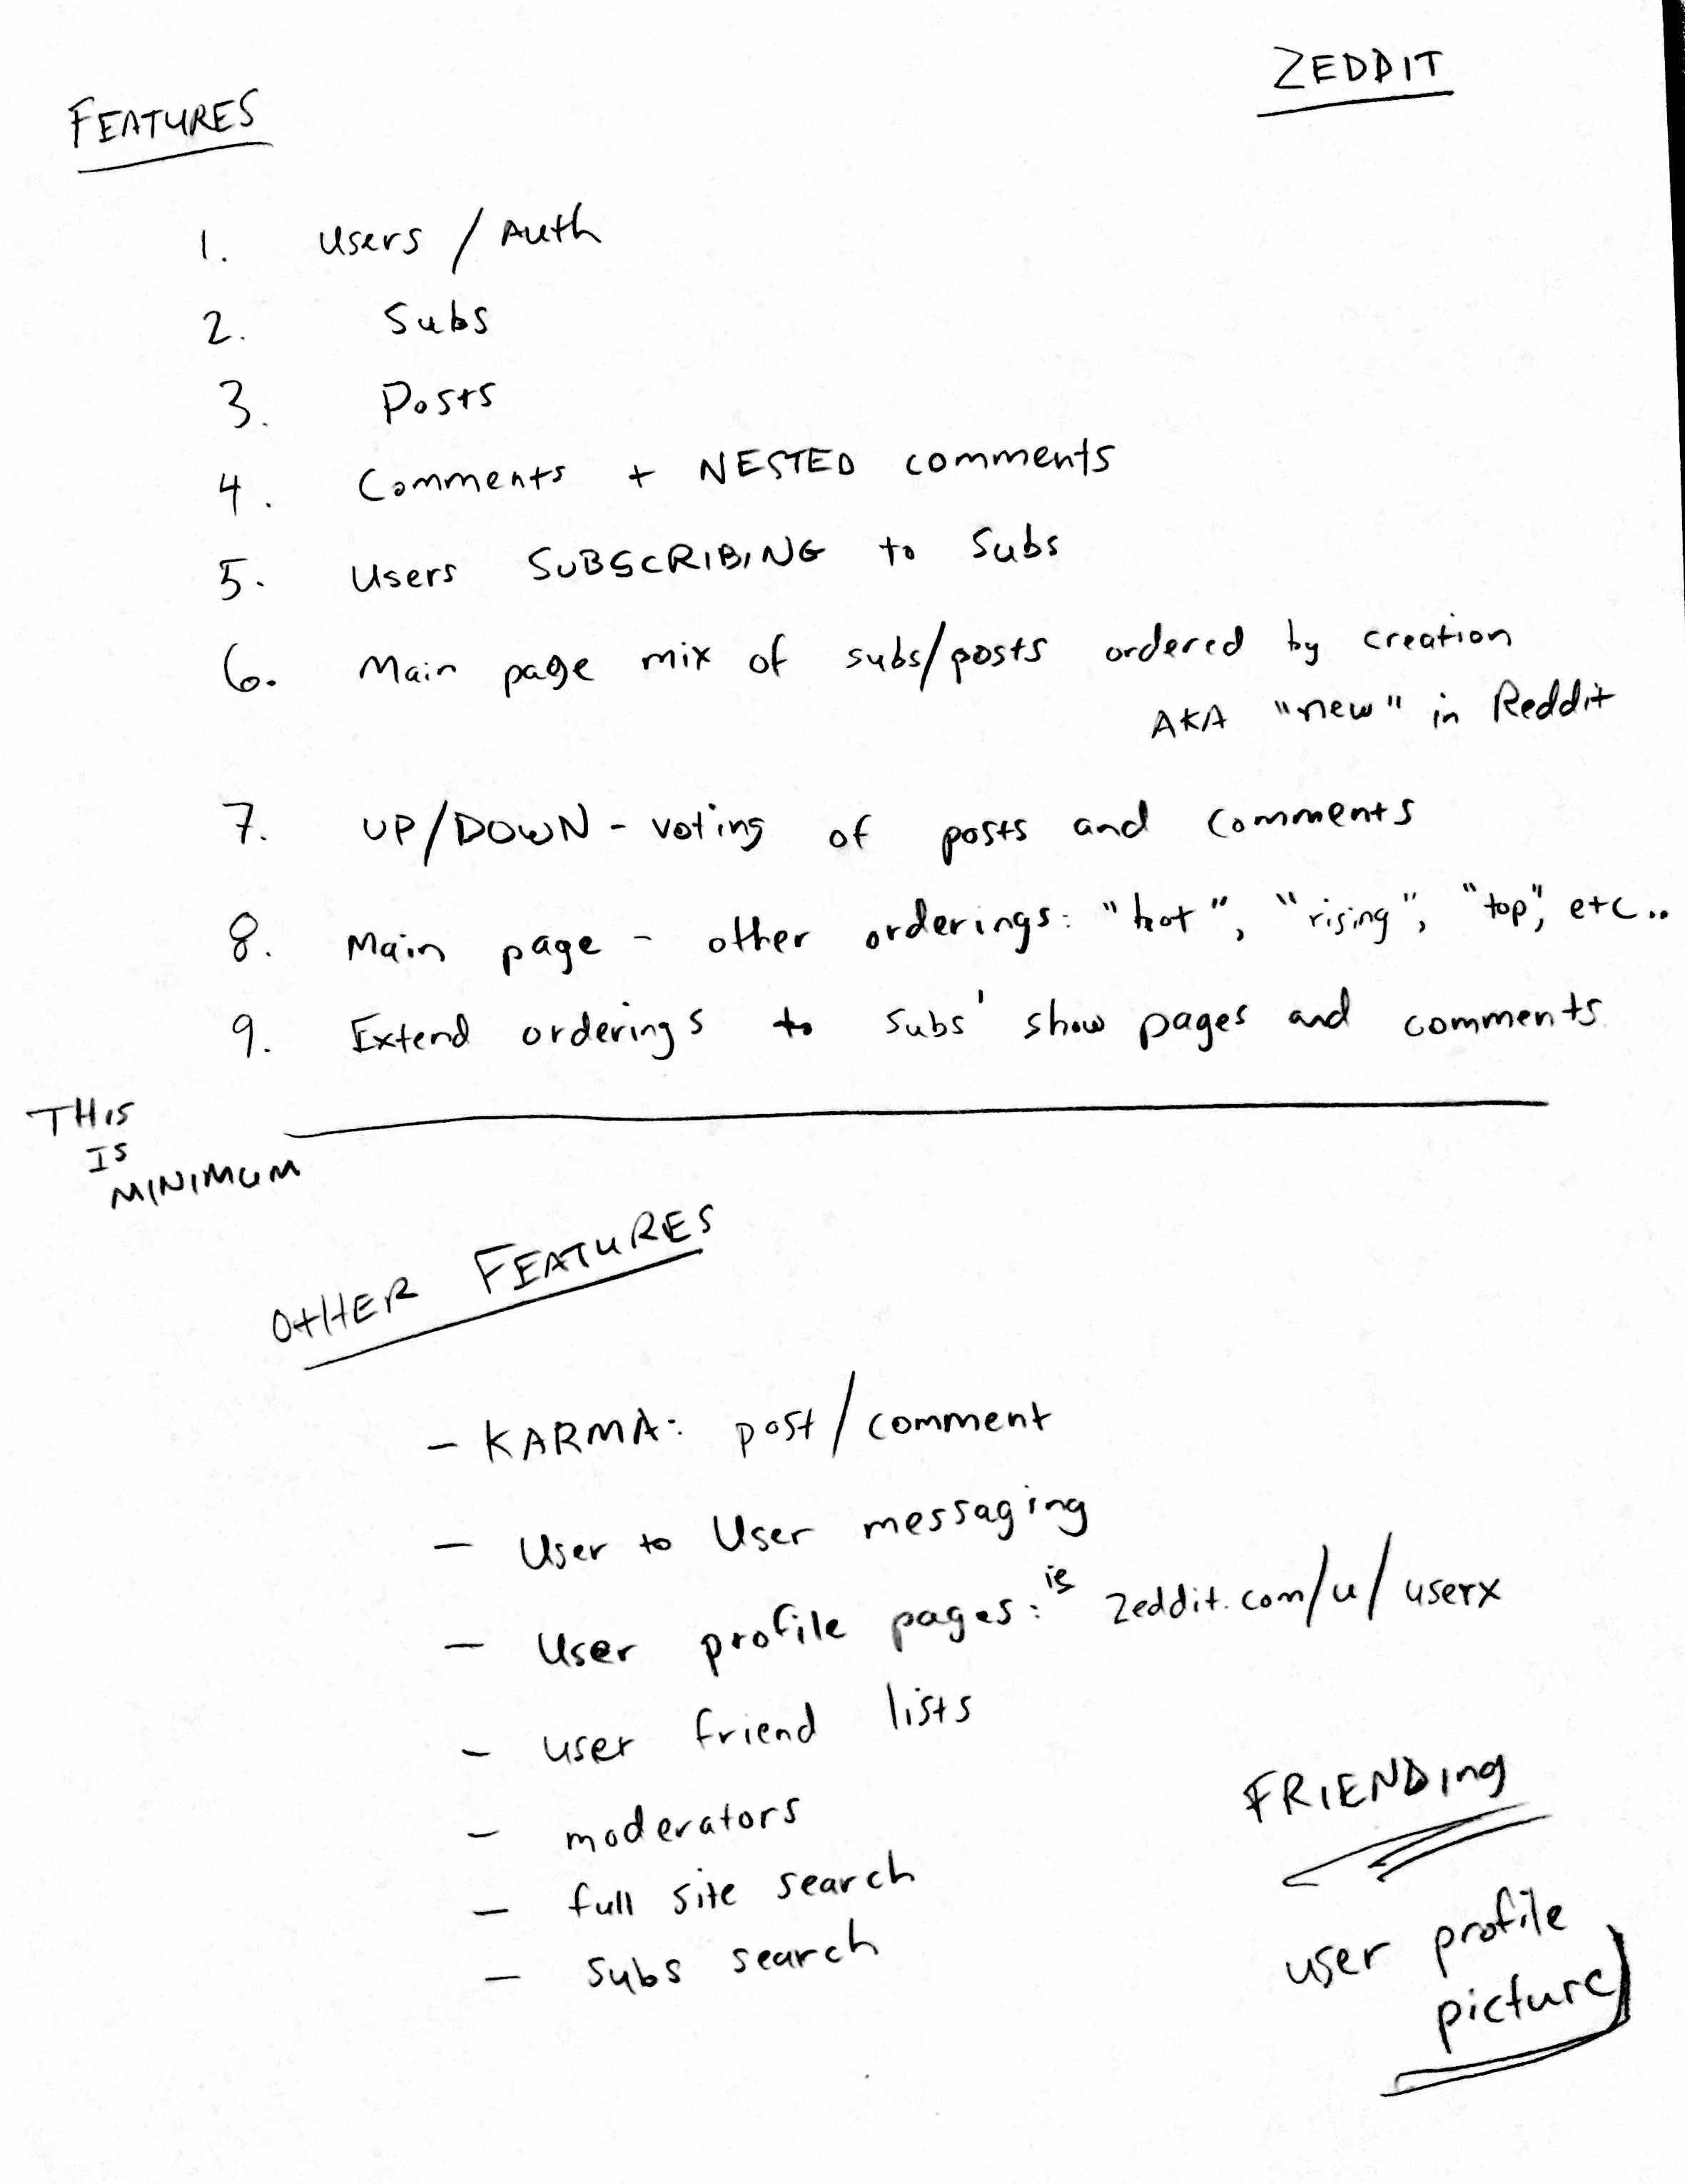 ZEDDIT
FEATURES
1. Users / Auth
2. Subs
3. Posts
4. Comments + NESTED comments
5. Users SUBSCRIBING to Subs
6. Main page mix of subs/posts ordered by creation
AKA "new" in Reddit
7. UP/DOWN - voting of posts and comments
8. Main page - other orderings: "hot", "rising", "top", etc..
9. Extend orderings to subs' show pages and comments
THIS
IS
MINIMUM
OTHER FEATURES
- KARMA: post/comment
- User to User messaging
- User profile pages: ie zeddit.com/u/userx
- user friend lists
- moderators
- full site search
- Subs search
FRIENDing
user profile
picture